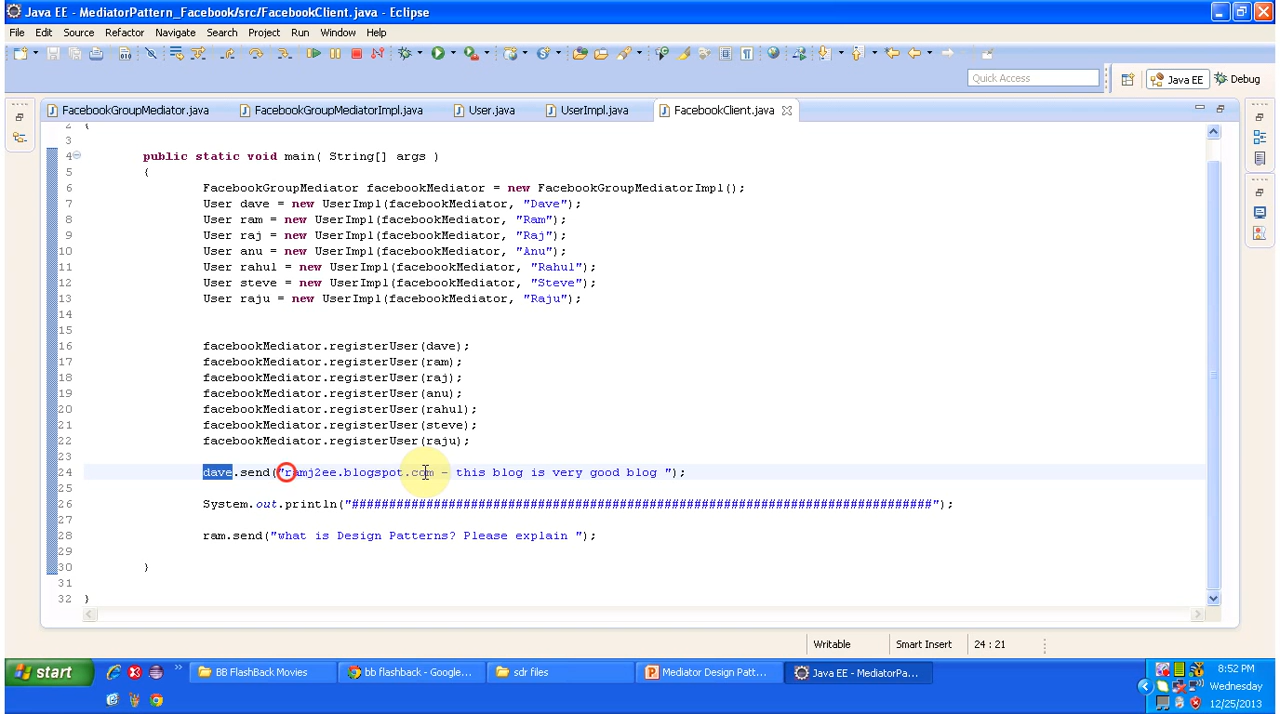 Java EE - MediatorPattern_Facebook/src/FacebookClient.java - Eclipse
File Edit Source Refactor Navigate Search Project Run Window Help
Quick Access
Java EE
Debug
FacebookGroupMediator.java
FacebookGroupMediatorImpl.java
User.java
UserImpl.java
FacebookClient.java
2 {
3
4 public static void main( String[] args )
5 {
6 FacebookGroupMediator facebookMediator = new FacebookGroupMediatorImpl();
7 User dave = new UserImpl(facebookMediator, "Dave");
8 User ram = new UserImpl(facebookMediator, "Ram");
9 User raj = new UserImpl(facebookMediator, "Raj");
10 User anu = new UserImpl(facebookMediator, "Anu");
11 User rahul = new UserImpl(facebookMediator, "Rahul");
12 User steve = new UserImpl(facebookMediator, "Steve");
13 User raju = new UserImpl(facebookMediator, "Raju");
14
15
16 facebookMediator.registerUser(dave);
17 facebookMediator.registerUser(ram);
18 facebookMediator.registerUser(raj);
19 facebookMediator.registerUser(anu);
20 facebookMediator.registerUser(rahul);
21 facebookMediator.registerUser(steve);
22 facebookMediator.registerUser(raju);
23
24 dave.send("ramj2ee.blogspot.com - this blog is very good blog ");
25
26 System.out.println("##############################################################################");
27
28 ram.send("what is Design Patterns? Please explain ");
29
30 }
31
32 }
Writable
Smart Insert
24 : 21
start
BB FlashBack Movies
bb flashback - Google...
sdr files
Mediator Design Patt...
Java EE - MediatorPa...
8:52 PM
Wednesday
12/25/2013